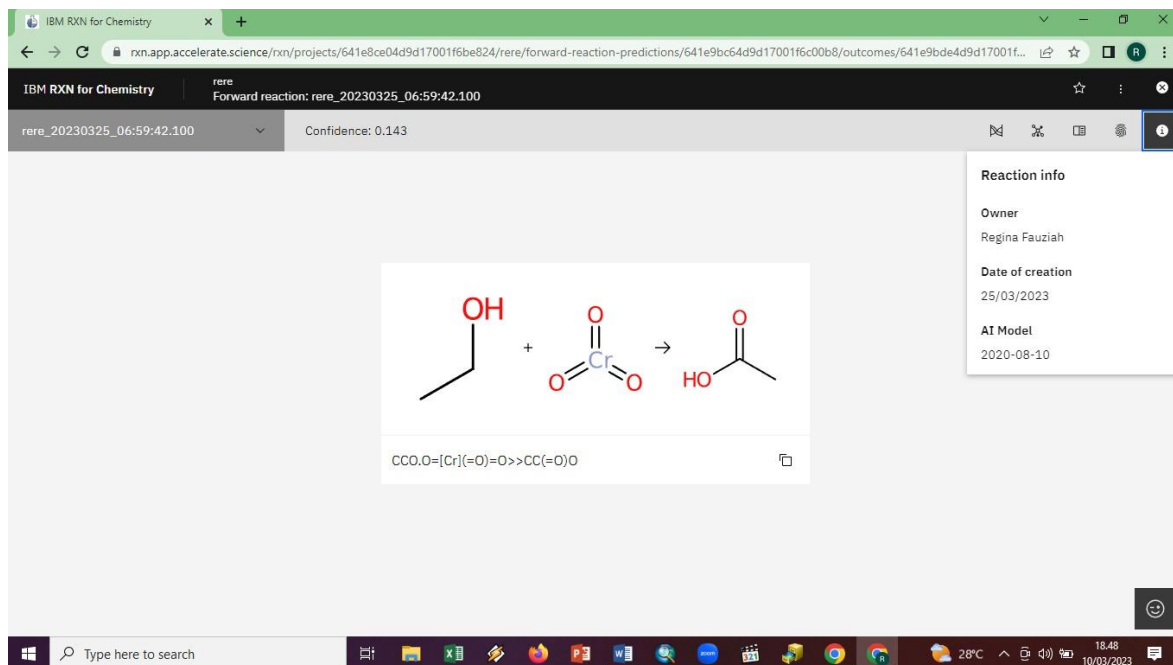 IBM RXN for Chemistry
rxn.app.accelerate.science/rxn/projects/641e8ce04d9d17001f6be824/rere/forward-reaction-predictions/641e9bc64d9d17001f6c00b8/outcomes/641e9bde4d9d17001f...
R
IBM RXN for Chemistry
rere
Forward reaction: rere_20230325_06:59:42.100
rere_20230325_06:59:42.100
Confidence: 0.143
Reaction info
Owner
Regina Fauziah
Date of creation
25/03/2023
AI Model
2020-08-10
OH
+
O
Cr
O
O
→
O
HO
CCO.O=[Cr](=O)=O>>CC(=O)O
Type here to search
zoom
321
R
28°C
18.48
10/03/2023